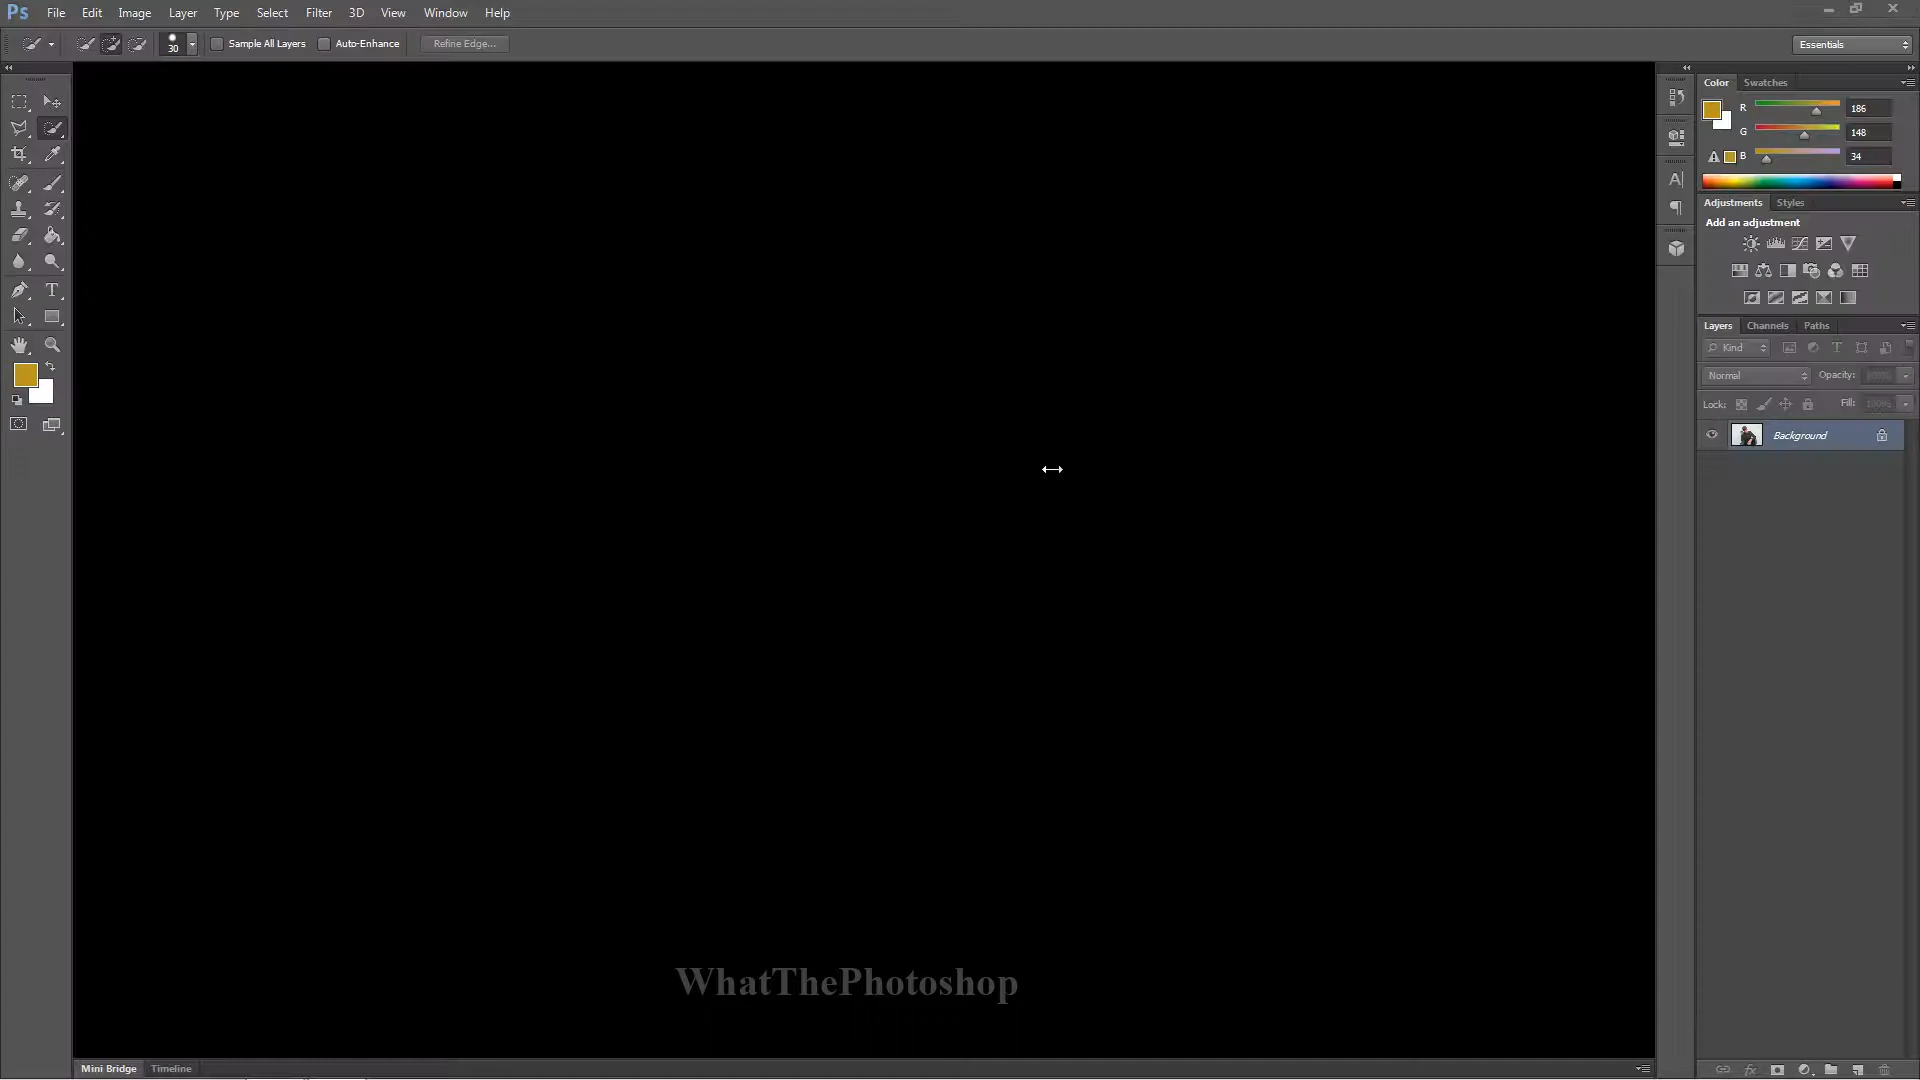 Ps File Edit Image Layer Type Select Filter 3D View Window Help
30 Sample All Layers Auto-Enhance Refine Edge... Essentials
Color Swatches
R 186
G 148
B 34
Adjustments Styles
Add an adjustment
Layers Channels Paths
Kind
Normal Opacity: 100%
Lock: Fill: 100%
Background
WhatThePhotoshop
Mini Bridge Timeline